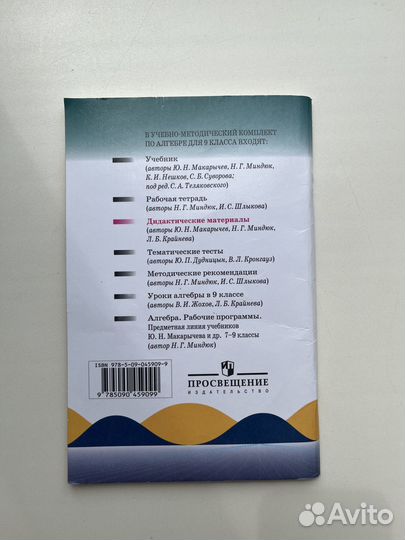 В УЧЕБНО-МЕТОДИЧЕСКИЙ КОМПЛЕКТ
ПО АЛГЕБРЕ ДЛЯ 9 КЛАССА ВХОДЯТ:
Учебник
(авторы Ю. Н. Макарычев, Н. Г. Миндюк,
К. И. Нешков, С. Б. Суворова;
под ред. С. А. Теляковского)
Рабочая тетрадь
(авторы Н. Г. Миндюк, И. С. Шлыкова)
Дидактические материалы
(авторы Ю. Н. Макарычев, Н. Г. Миндюк,
Л. Б. Крайнева)
Тематические тесты
(авторы Ю. П. Дудницын, В. Л. Кронгауз)
Методические рекомендации
(авторы Н. Г. Миндюк, И. С. Шлыкова)
Уроки алгебры в 9 классе
(авторы В. И. Жохов, Л. Б. Крайнева)
Алгебра. Рабочие программы.
Предметная линия учебников
Ю. Н. Макарычева и др. 7–9 классы
(автор Н. Г. Миндюк)
ISBN 978-5-09-045909-9
9 785090 459099
ПРОСВЕЩЕНИЕ
ИЗДАТЕЛЬСТВО
Avito